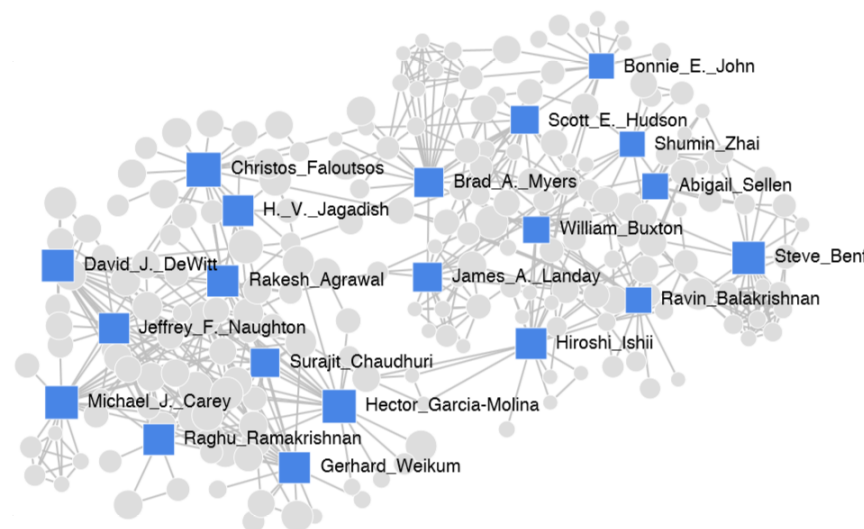 Bonnie_E._John
Scott_E._Hudson
Shumin_Zhai
Christos_Faloutsos
Brad_A._Myers
Abigail_Sellen
H._V._Jagadish
William_Buxton
David_J._DeWitt
Steve_Benf
Rakesh_Agrawal
James_A._Landay
Ravin_Balakrishnan
Jeffrey_F._Naughton
Hiroshi_Ishii
Surajit_Chaudhuri
Michael_J._Carey
Hector_Garcia-Molina
Raghu_Ramakrishnan
Gerhard_Weikum